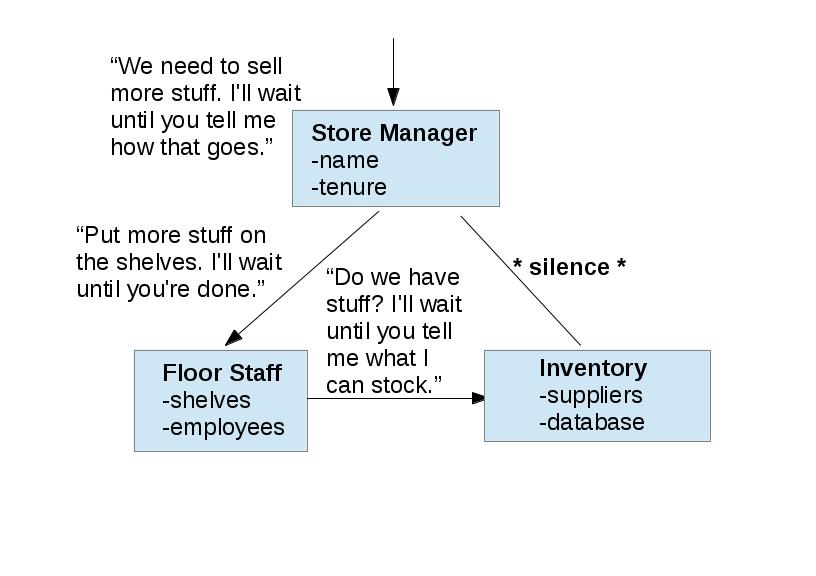 “We need to sell
more stuff. I'll wait
until you tell me
how that goes.”
Store Manager
-name
-tenure
“Put more stuff on
the shelves. I'll wait
until you're done.”
“Do we have
stuff? I'll wait
until you tell
me what I
can stock.”
* silence *
Floor Staff
-shelves
-employees
Inventory
-suppliers
-database